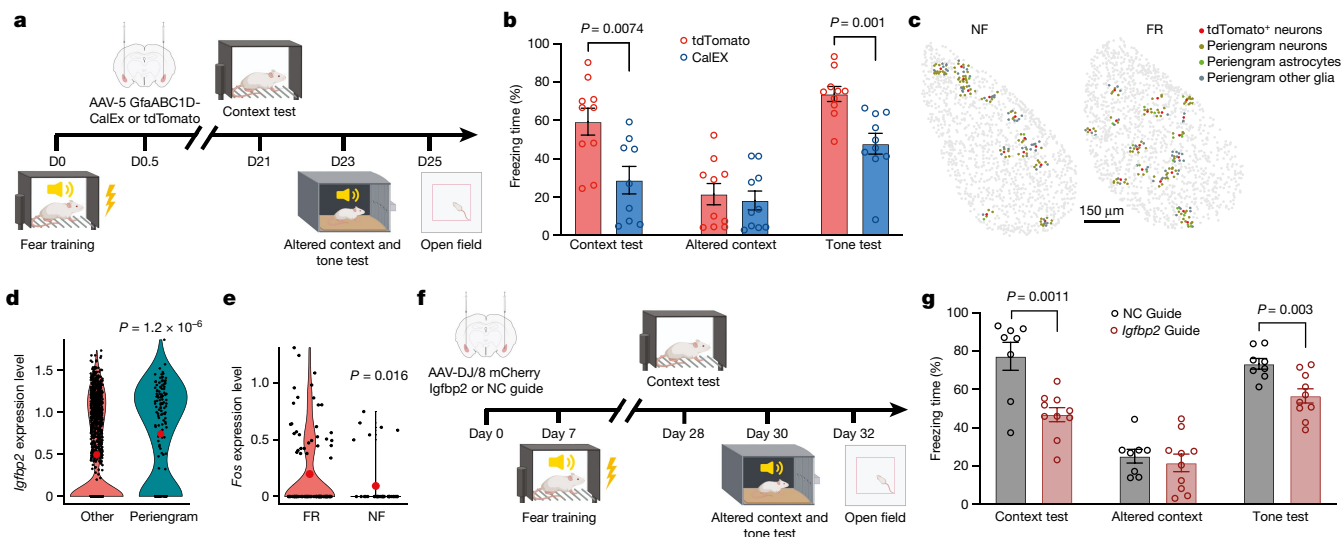 a
AAV-5 GfaABC1D-
CalEx or tdTomato
Context test
D0
D0.5
D21
D23
D25
Fear training
Altered context and
tone test
Open field
b
P = 0.0074
P = 0.001
tdTomato
CalEX
Freezing time (%)
100
80
60
40
20
0
Context test
Altered context
Tone test
c
NF
FR
tdTomato+ neurons
Periengram neurons
Periengram astrocytes
Periengram other glia
150 μm
d
P = 1.2 × 10−6
Igfbp2 expression level
1.5
1.0
0.5
0
Other
Periengram
e
P = 0.016
Fos expression level
1.0
0.5
0
FR
NF
f
AAV-DJ/8 mCherry
Igfbp2 or NC guide
Context test
Day 0
Day 7
Day 28
Day 30
Day 32
Fear training
Altered context and
tone test
Open field
g
P = 0.0011
P = 0.003
NC Guide
Igfbp2 Guide
Freezing time (%)
100
80
60
40
20
0
Context test
Altered context
Tone test